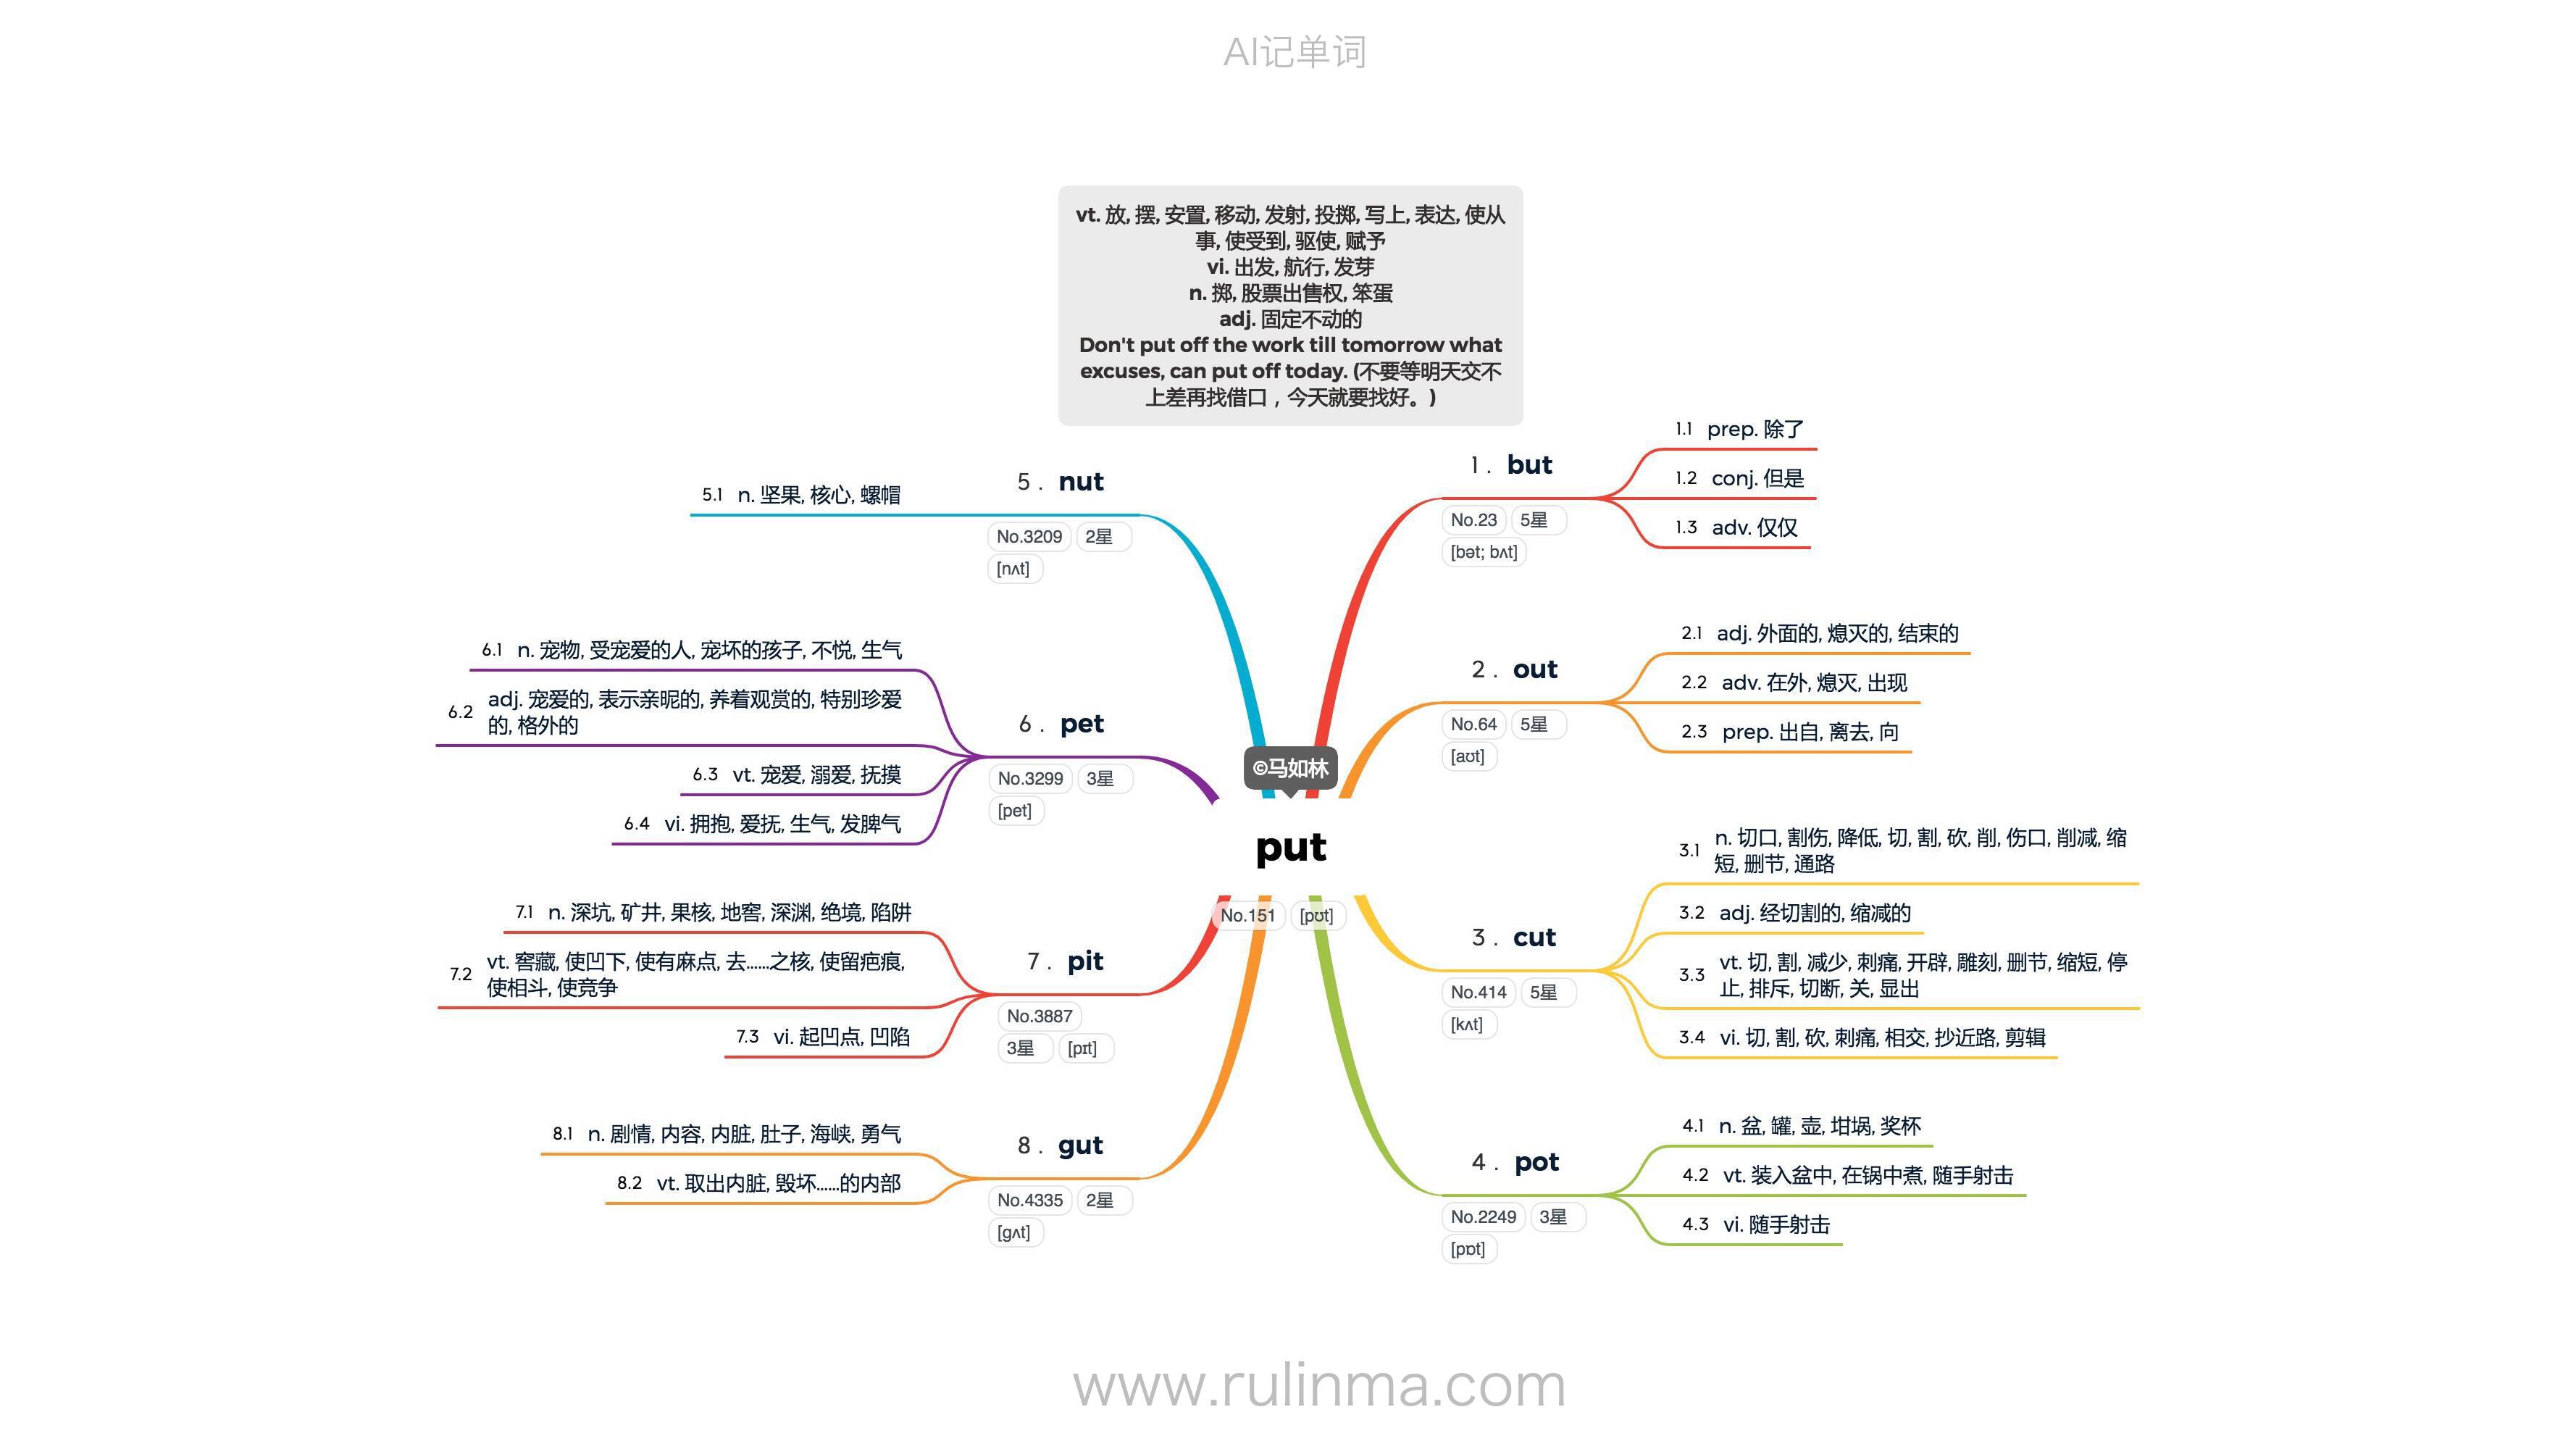 AI记单词
vt. 放, 摆, 安置, 移动, 发射, 投掷, 写上, 表达, 使从
事, 使受到, 驱使, 赋予
vi. 出发, 航行, 发芽
n. 掷, 股票出售权, 笨蛋
adj. 固定不动的
Don't put off the work till tomorrow what
excuses, can put off today. (不要等明天交不
上差再找借口，今天就要找好。)
©马如林
put
No.151 [pʊt]
1. but
No.23 5星
[bət; bʌt]
1.1 prep. 除了
1.2 conj. 但是
1.3 adv. 仅仅
2. out
No.64 5星
[aʊt]
2.1 adj. 外面的, 熄灭的, 结束的
2.2 adv. 在外, 熄灭, 出现
2.3 prep. 出自, 离去, 向
3. cut
No.414 5星
[kʌt]
3.1 n. 切口, 割伤, 降低, 切, 割, 砍, 削, 伤口, 削减, 缩
短, 删节, 通路
3.2 adj. 经切割的, 缩减的
3.3 vt. 切, 割, 减少, 刺痛, 开辟, 雕刻, 删节, 缩短, 停
止, 排斥, 切断, 关, 显出
3.4 vi. 切, 割, 砍, 刺痛, 相交, 抄近路, 剪辑
4. pot
No.2249 3星
[pɒt]
4.1 n. 盆, 罐, 壶, 坩埚, 奖杯
4.2 vt. 装入盆中, 在锅中煮, 随手射击
4.3 vi. 随手射击
5. nut
No.3209 2星
[nʌt]
5.1 n. 坚果, 核心, 螺帽
6. pet
No.3299 3星
[pet]
6.1 n. 宠物, 受宠爱的人, 宠坏的孩子, 不悦, 生气
6.2 adj. 宠爱的, 表示亲昵的, 养着观赏的, 特别珍爱
的, 格外的
6.3 vt. 宠爱, 溺爱, 抚摸
6.4 vi. 拥抱, 爱抚, 生气, 发脾气
7. pit
No.3887
3星 [pɪt]
7.1 n. 深坑, 矿井, 果核, 地窖, 深渊, 绝境, 陷阱
7.2 vt. 窖藏, 使凹下, 使有麻点, 去......之核, 使留疤痕,
使相斗, 使竞争
7.3 vi. 起凹点, 凹陷
8. gut
No.4335 2星
[gʌt]
8.1 n. 剧情, 内容, 内脏, 肚子, 海峡, 勇气
8.2 vt. 取出内脏, 毁坏......的内部
www.rulinma.com